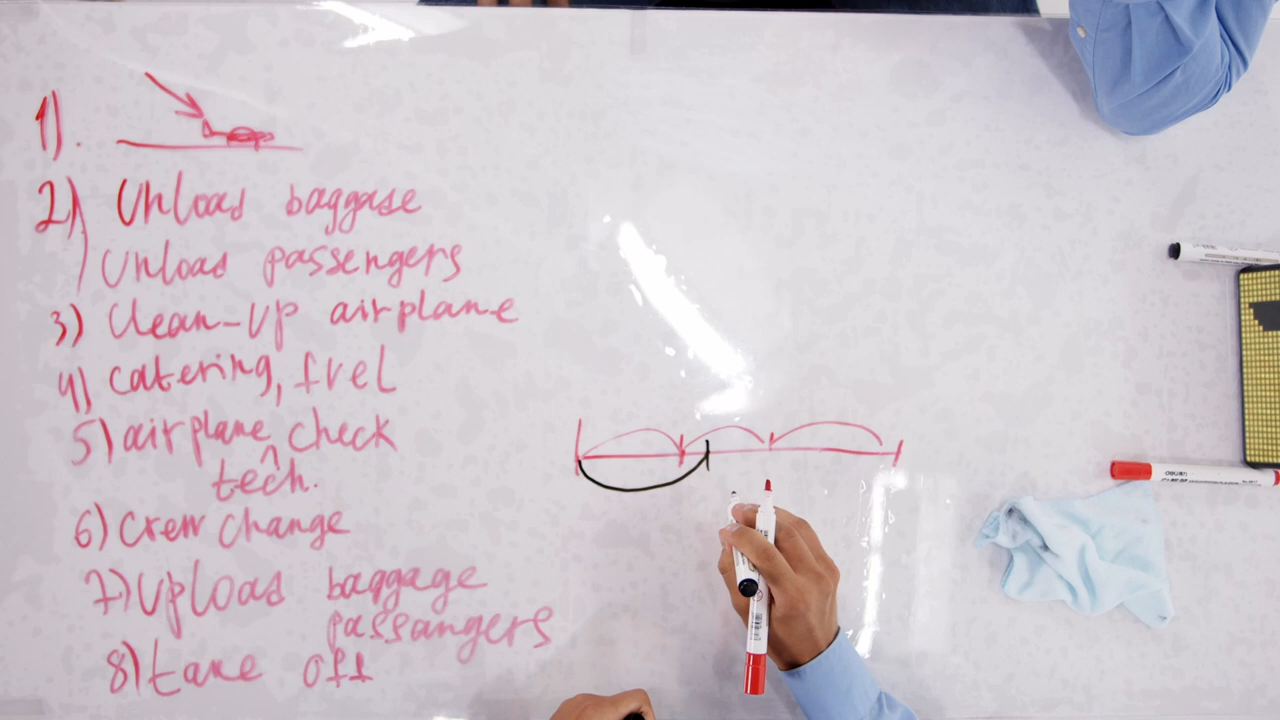 1).
2) Unload baggage
Unload passengers
3) Clean-up airplane
4) catering, fuel
5) airplane check
tech.
6) Crew change
7) Upload baggage
passangers
8) take off